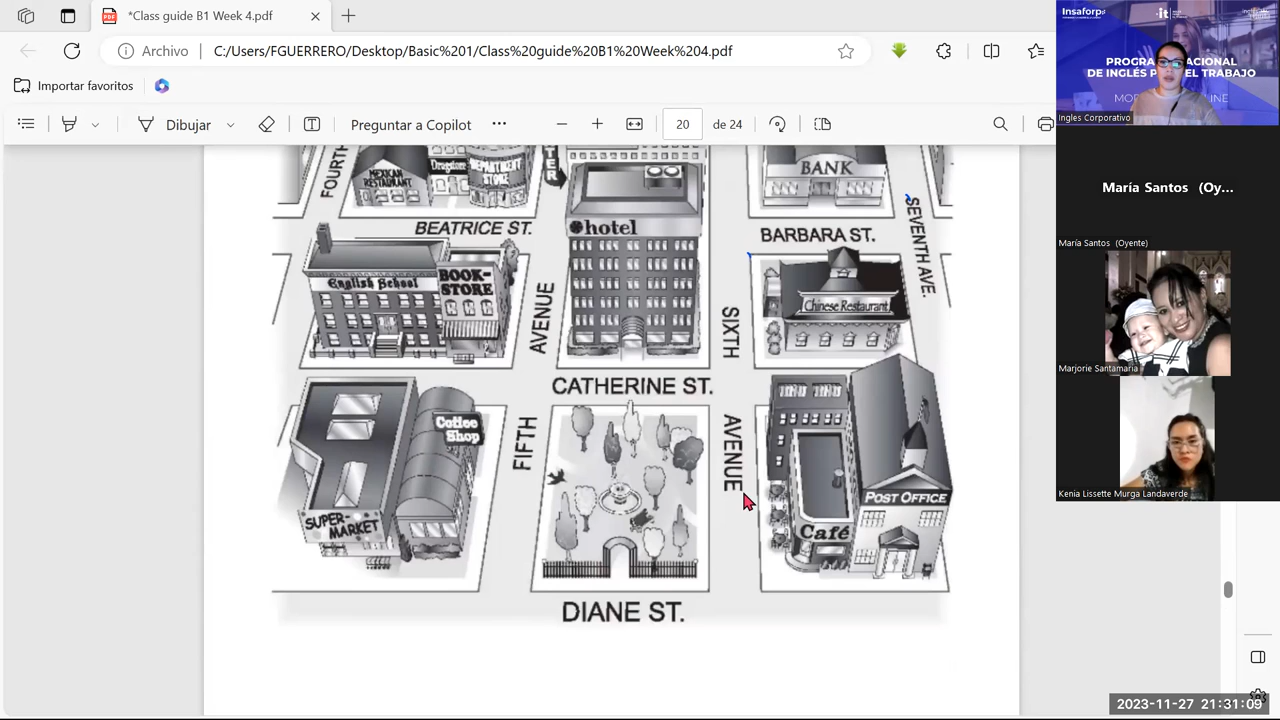 *Class guide B1 Week 4.pdf
Archivo
C:/Users/FGUERRERO/Desktop/Basic%201/Class%20guide%20B1%20Week%204.pdf
Importar favoritos
Dibujar
Preguntar a Copilot
20
de 24
FOURTH
MEXICAN
RESTAURANT
Drugstore
DEPARTMENT
STORE
TER
BANK
BEATRICE ST.
hotel
BARBARA ST.
SEVENTH AVE.
English School
BOOK-
STORE
AVENUE
SIXTH
Chinese Restaurant
CATHERINE ST.
Coffee
Shop
FIFTH
AVENUE
SUPER-
MARKET
Café
POST OFFICE
DIANE ST.
Insaforp
Ingles Corporativo
María Santos (Oy...
María Santos (Oyente)
Marjorie Santamaria
Kenia Lissette Murga Landaverde
2023-11-27 21:31:09